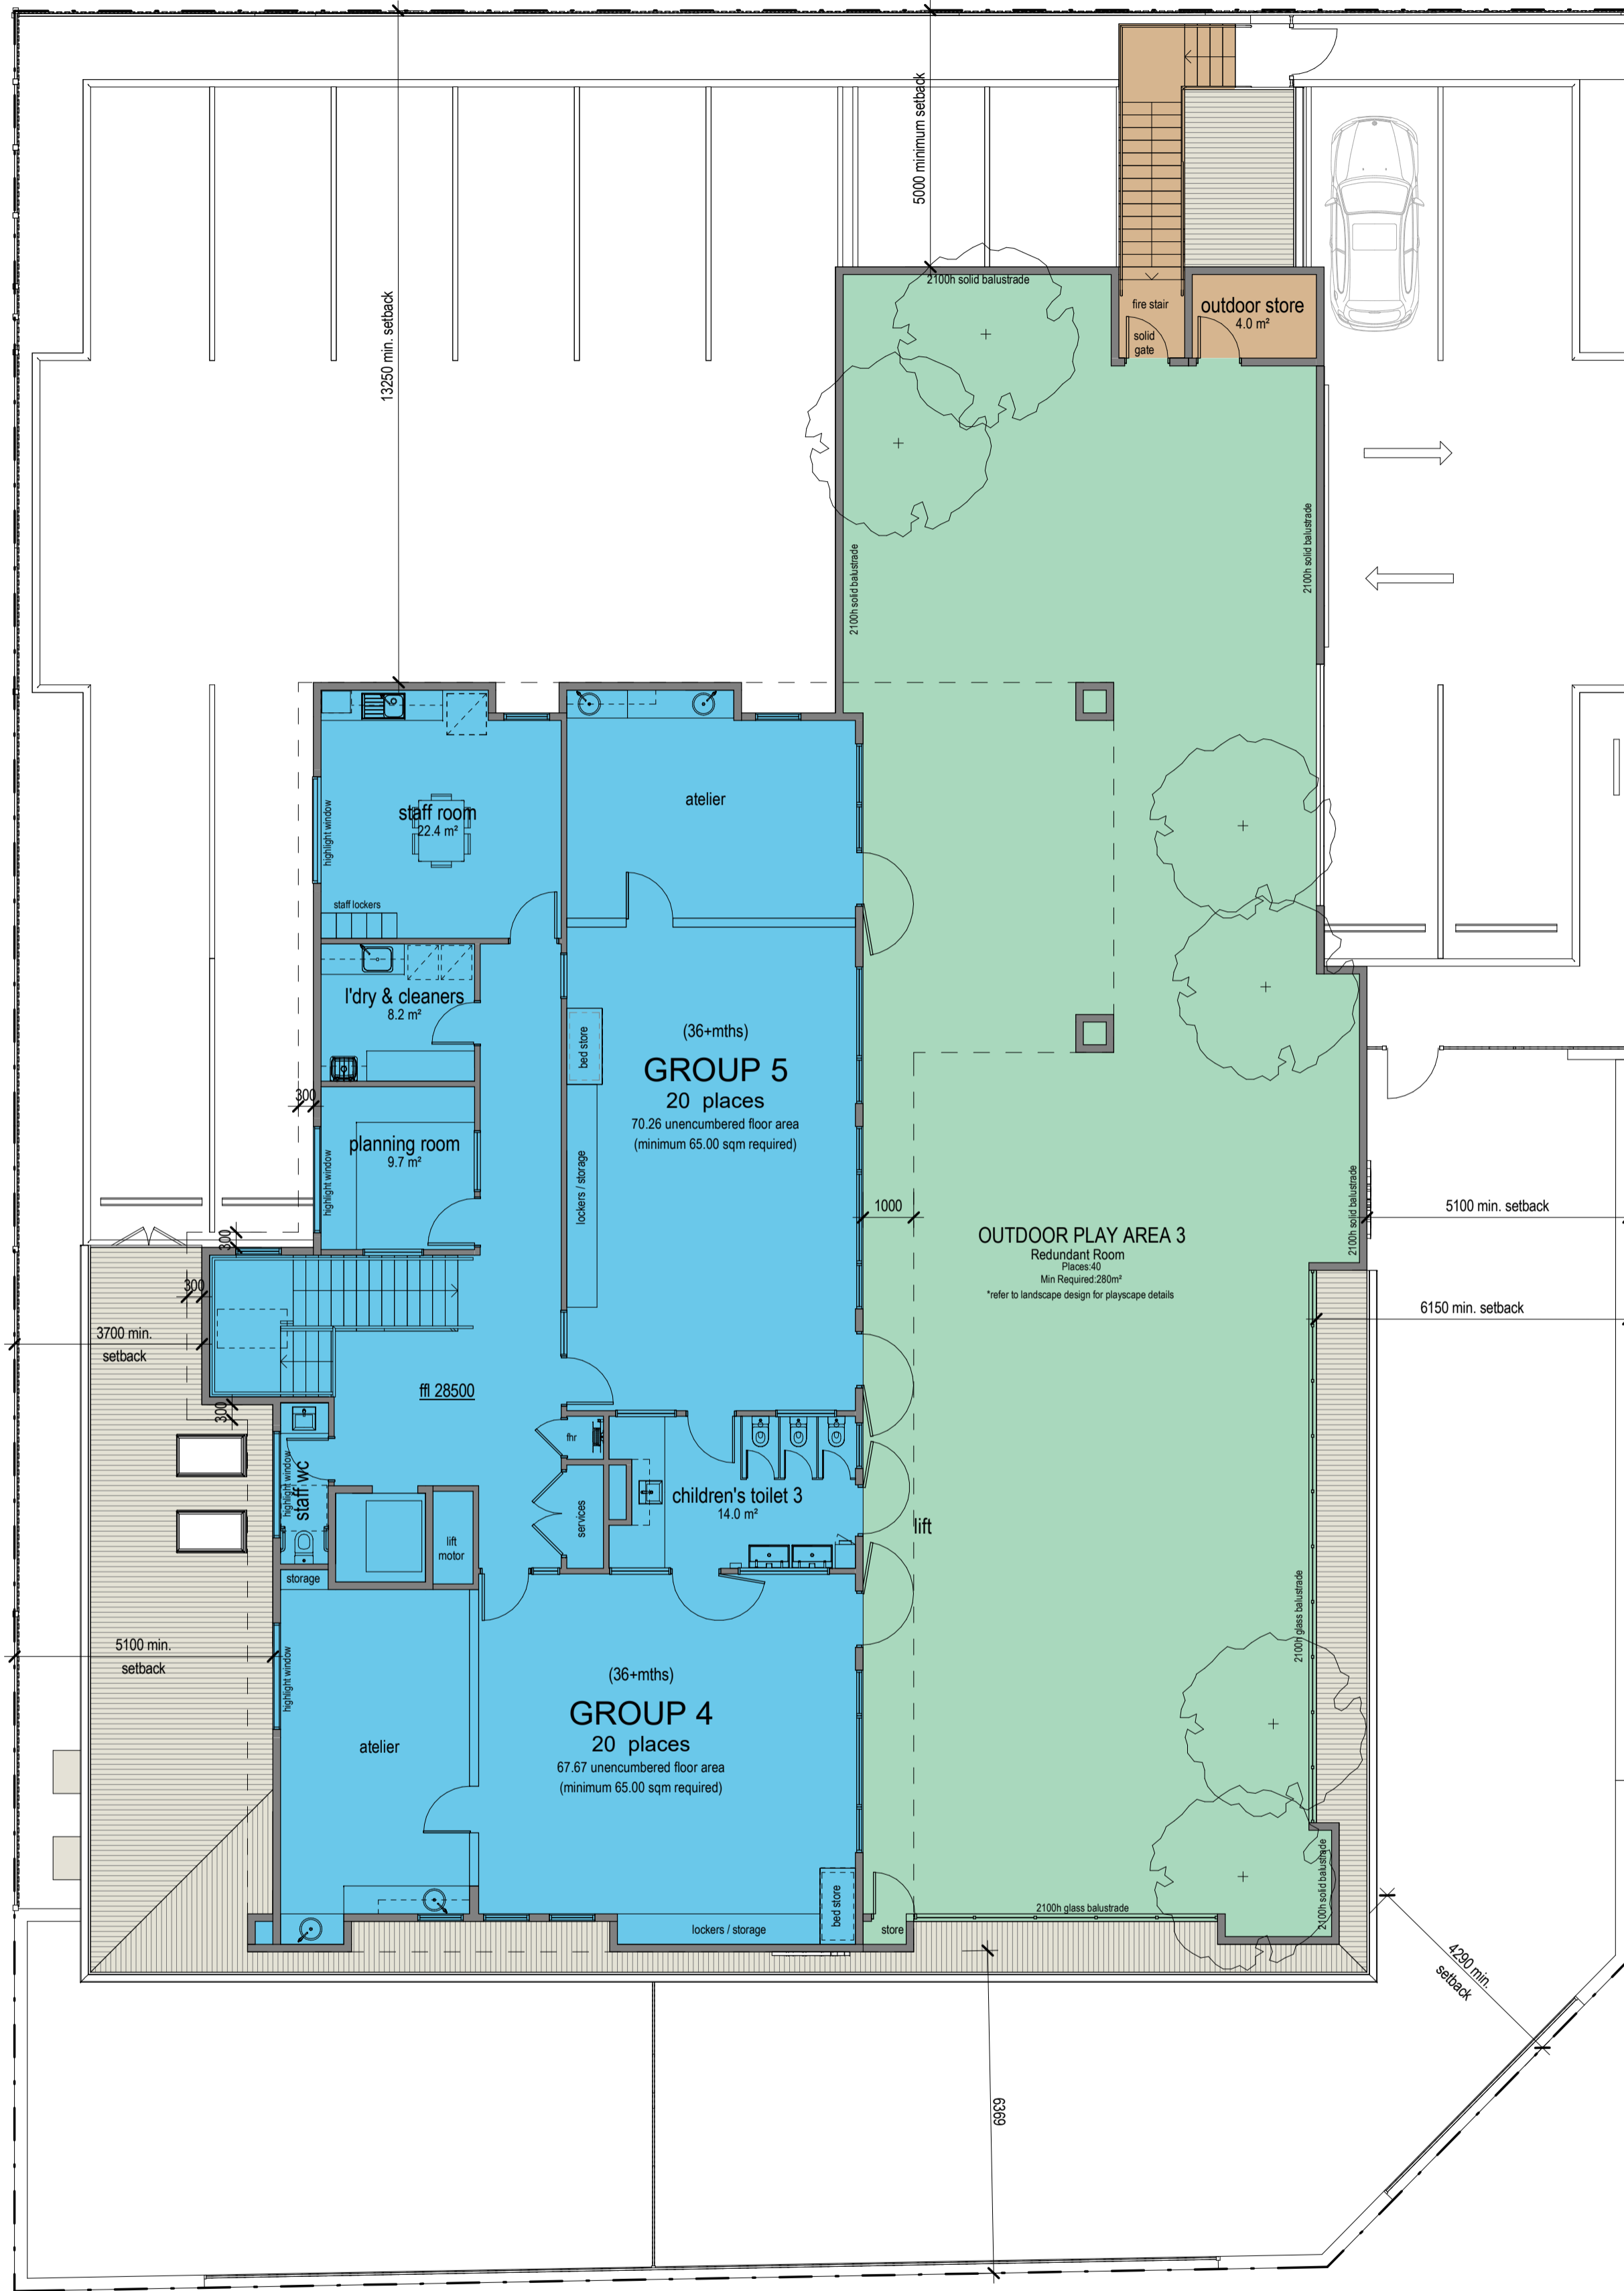 13250 min. setback
5000 minimum setback
2100h solid balustrade
fire stair
solid
gate
outdoor store
4.0 m²
2100h solid balustrade
2100h solid balustrade
staff room
22.4 m²
highlight window
staff lockers
atelier
l'dry & cleaners
8.2 m²
bed store
(36+mths)
GROUP 5
20 places
70.26 unencumbered floor area
(minimum 65.00 sqm required)
300
planning room
9.7 m²
highlight window
lockers / storage
1000
OUTDOOR PLAY AREA 3
Redundant Room
Places:40
Min Required:280m²
*refer to landscape design for playscape details
2100h solid balustrade
5100 min. setback
6150 min. setback
300
300
3700 min.
setback
300
ffl 28500
fhr
highlight window
staff wc
services
children's toilet 3
14.0 m²
lift
lift
motor
storage
5100 min.
setback
highlight window
atelier
(36+mths)
GROUP 4
20 places
67.67 unencumbered floor area
(minimum 65.00 sqm required)
2100h glass balustrade
bed store
lockers / storage
store
2100h glass balustrade
2100h solid balustrade
4290 min.
setback
6369